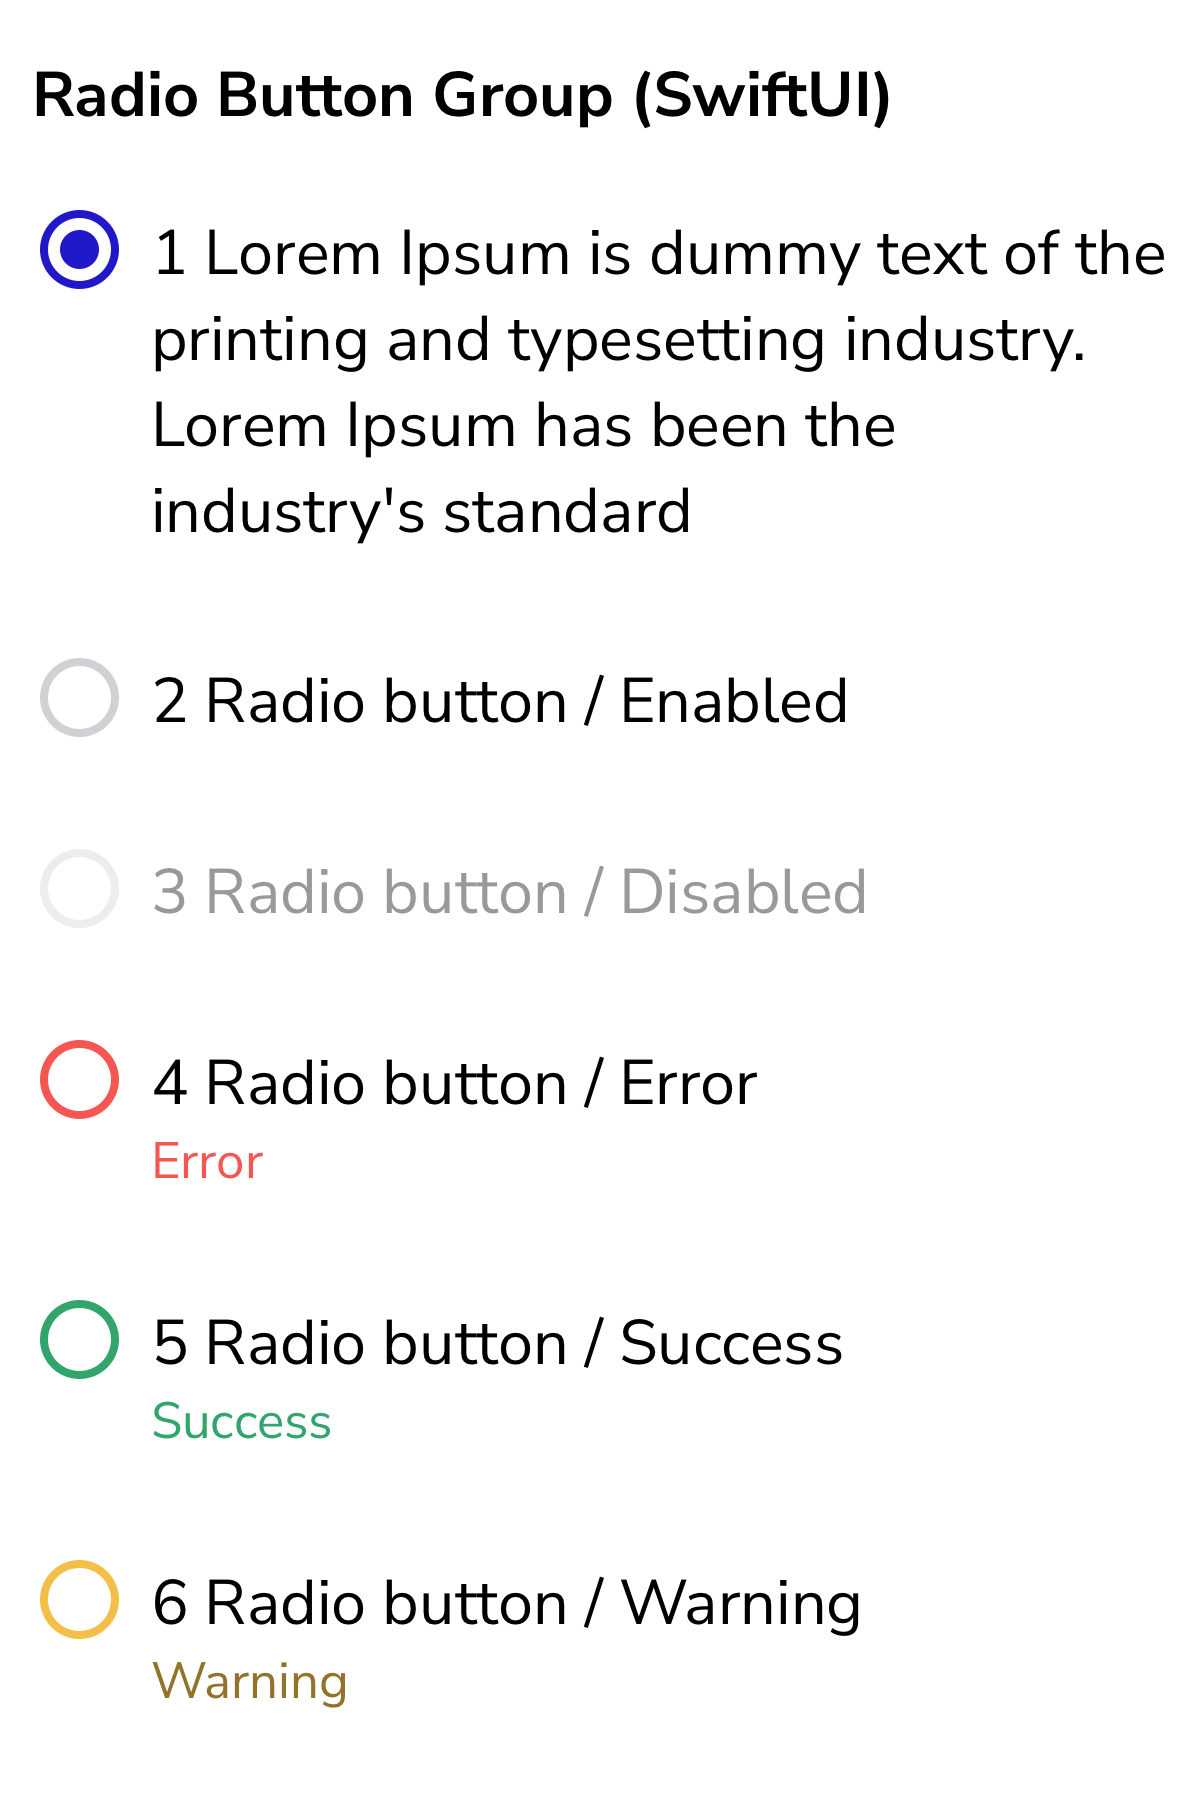 Radio Button Group (SwiftUI)
1 Lorem Ipsum is dummy text of the
printing and typesetting industry.
Lorem Ipsum has been the
industry's standard
2 Radio button / Enabled
3 Radio button / Disabled
4 Radio button / Error
Error
5 Radio button / Success
Success
6 Radio button / Warning
Warning